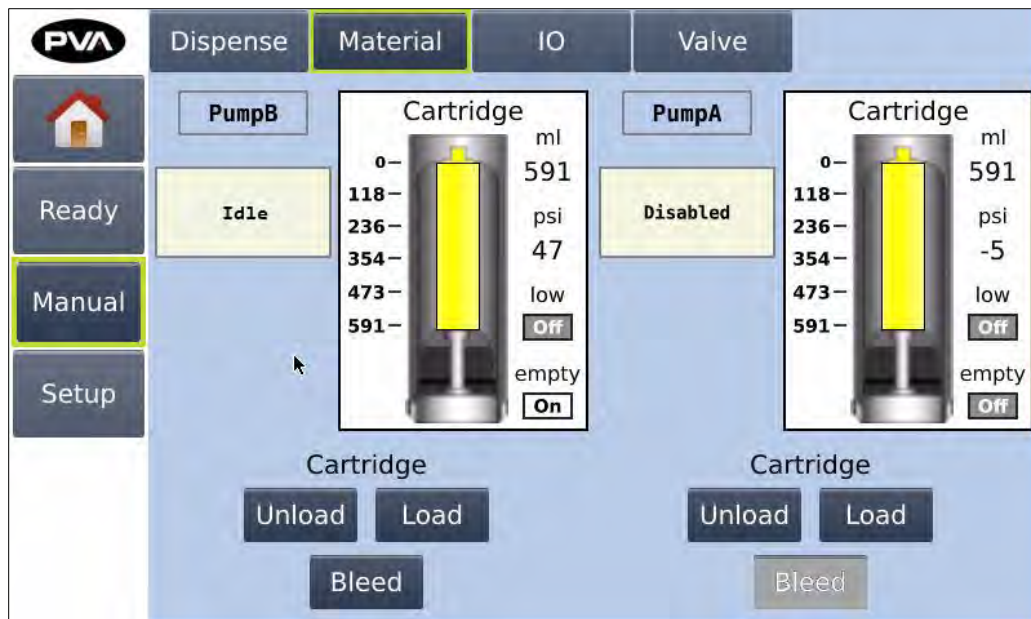 PVA Dispense Material IO Valve
Ready
Manual
Setup
PumpB
Idle
Cartridge
ml
591
psi
47
low
Off
empty
On
0
118
236
354
473
591
Cartridge
Unload Load
Bleed
PumpA
Disabled
Cartridge
ml
591
psi
-5
low
Off
empty
Off
0
118
236
354
473
591
Cartridge
Unload Load
Bleed